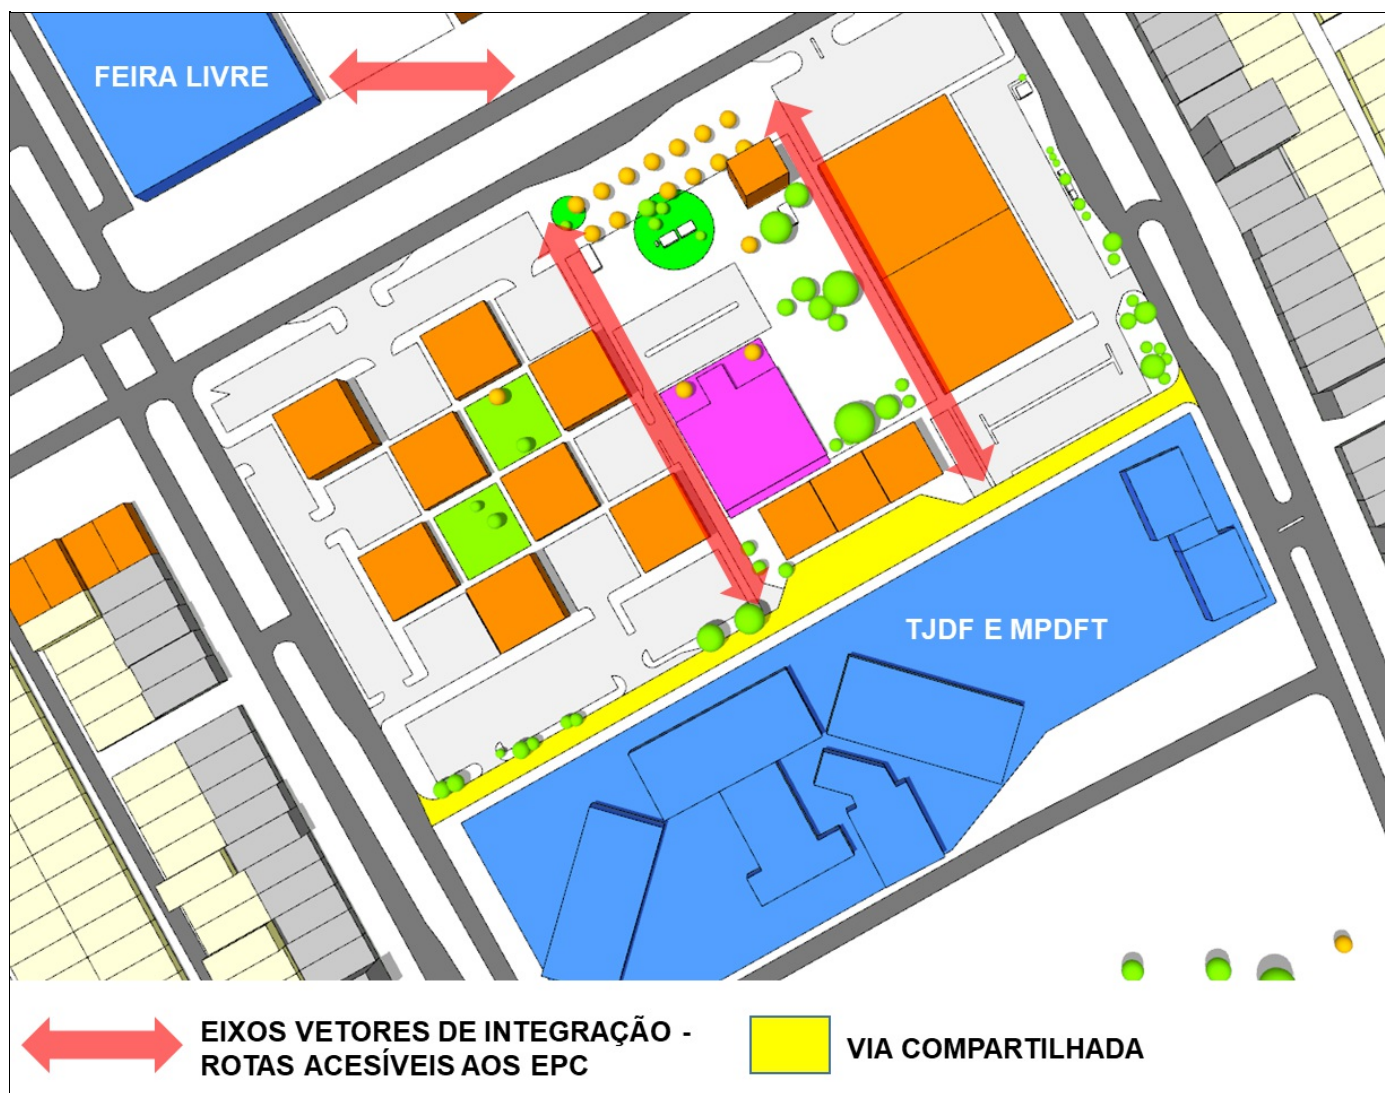 FEIRA LIVRE
TJDF E MPDFT
EIXOS VETORES DE INTEGRAÇÃO -
ROTAS ACESÍVEIS AOS EPC
VIA COMPARTILHADA